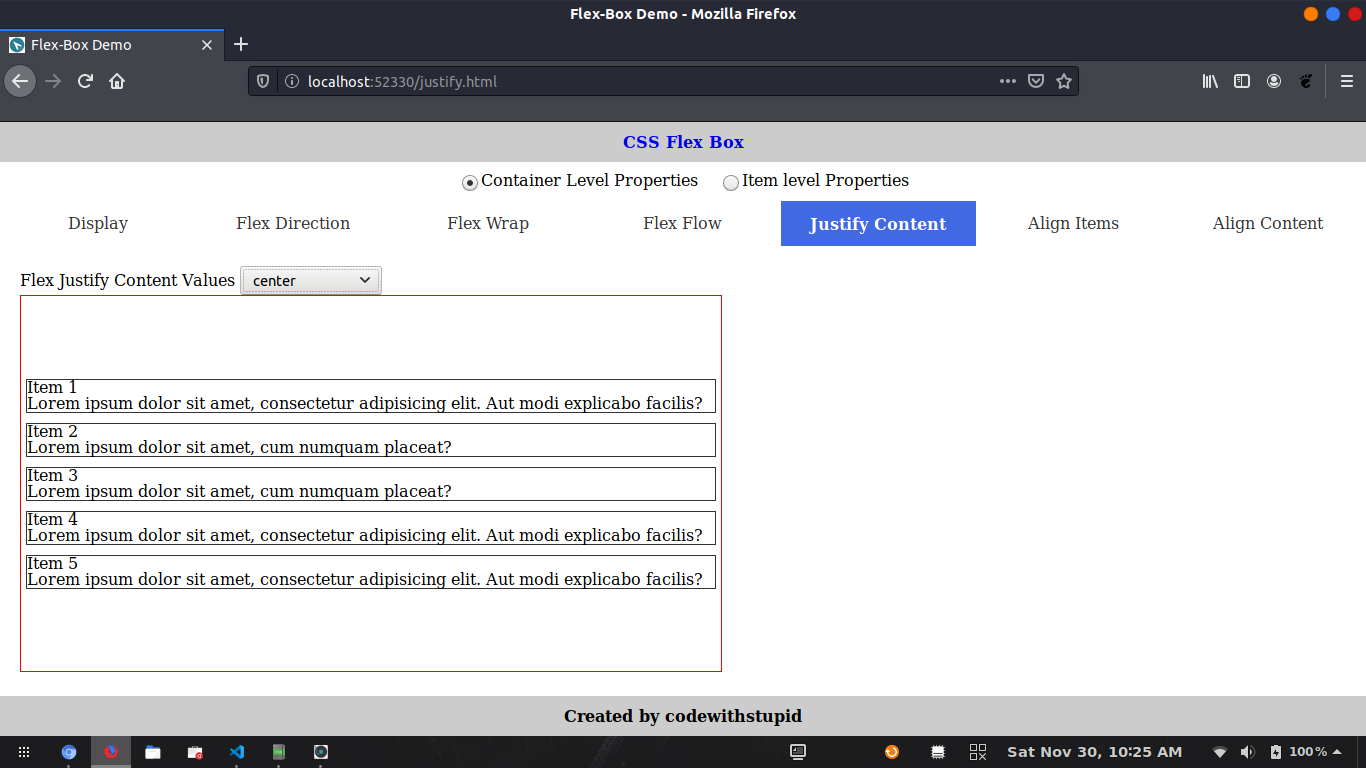 Flex-Box Demo - Mozilla Firefox
Flex-Box Demo
localhost:52330/justify.html
CSS Flex Box
Container Level Properties Item level Properties
Display Flex Direction Flex Wrap Flex Flow Justify Content Align Items Align Content
Flex Justify Content Values center
Item 1
Lorem ipsum dolor sit amet, consectetur adipisicing elit. Aut modi explicabo facilis?
Item 2
Lorem ipsum dolor sit amet, cum numquam placeat?
Item 3
Lorem ipsum dolor sit amet, cum numquam placeat?
Item 4
Lorem ipsum dolor sit amet, consectetur adipisicing elit. Aut modi explicabo facilis?
Item 5
Lorem ipsum dolor sit amet, consectetur adipisicing elit. Aut modi explicabo facilis?
Created by codewithstupid
Sat Nov 30, 10:25 AM 100 %